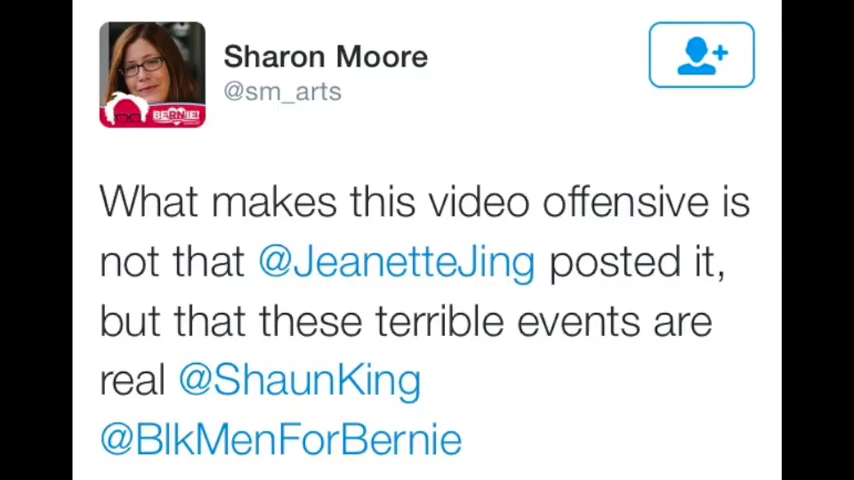 Sharon Moore
@sm_arts
BERNIE!
What makes this video offensive is
not that @JeanetteJing posted it,
but that these terrible events are
real @ShaunKing
@BlkMenForBernie